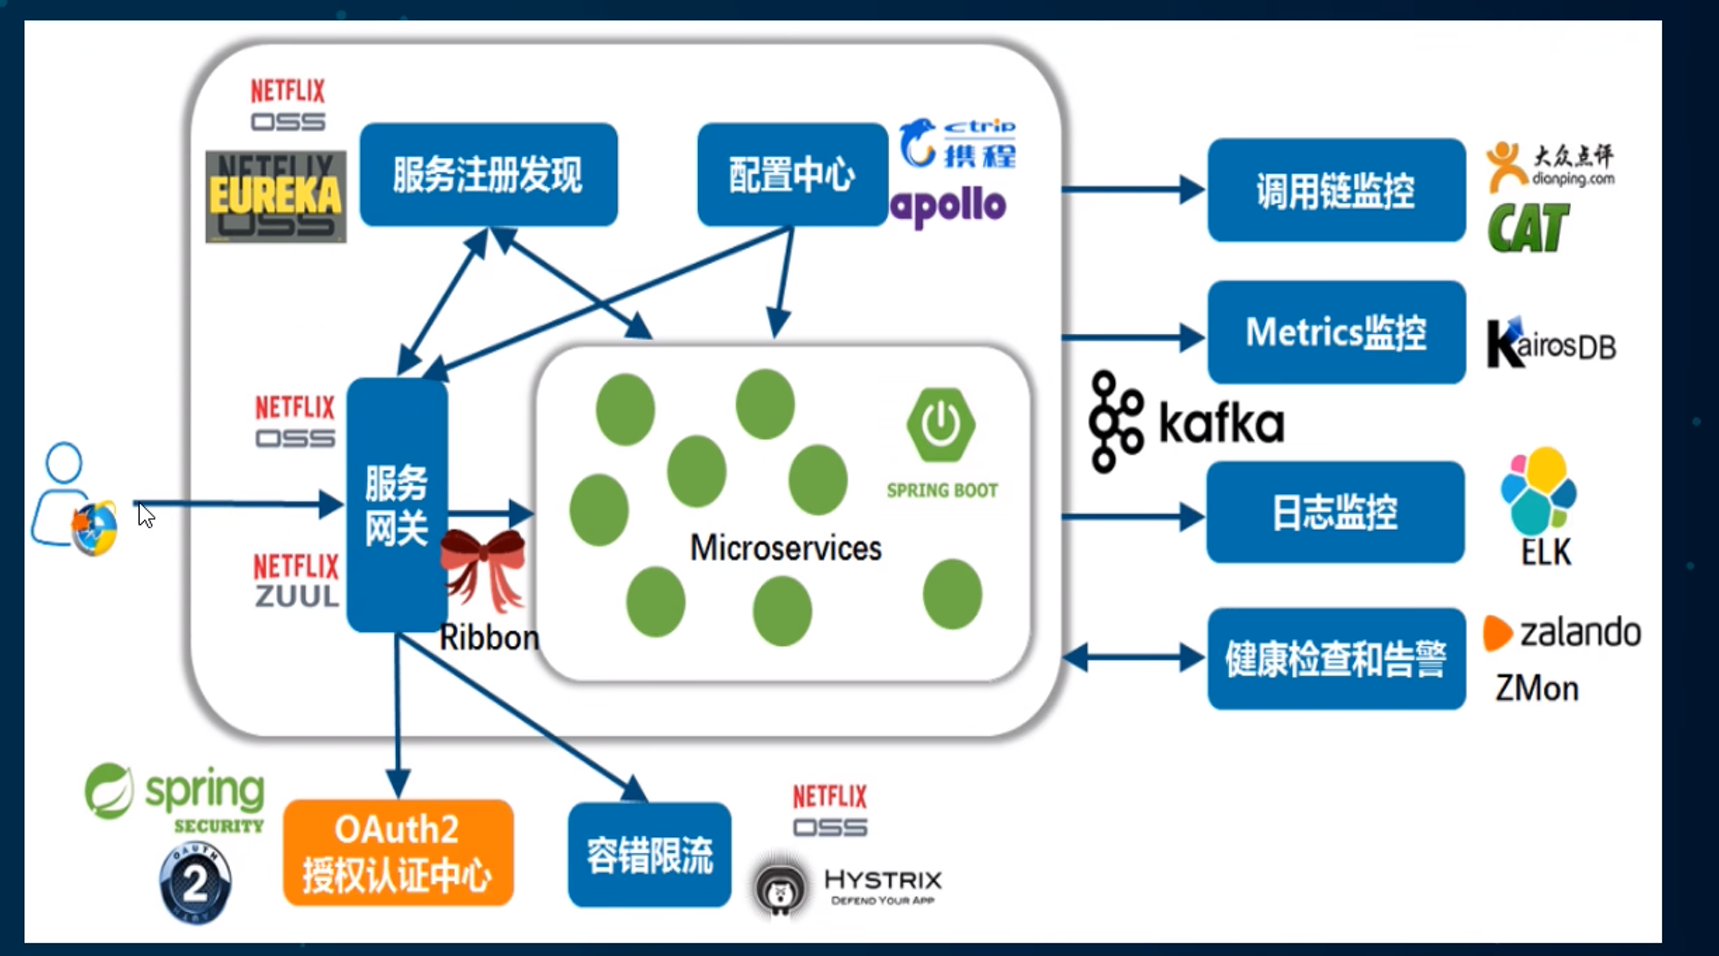 NETFLIX
OSS
NETFLIX
EUREKA
OSS
服务注册发现
配置中心
ctrip
携程
apollo
调用链监控
大众点评
dianping.com
CAT
Metrics监控
KairosDB
NETFLIX
OSS
服务
网关
NETFLIX
ZUUL
Ribbon
SPRING BOOT
Microservices
kafka
日志监控
ELK
健康检查和告警
zalando
ZMon
spring
SECURITY
OAUTH
2
OAuth2
授权认证中心
容错限流
NETFLIX
OSS
HYSTRIX
DEFEND YOUR APP